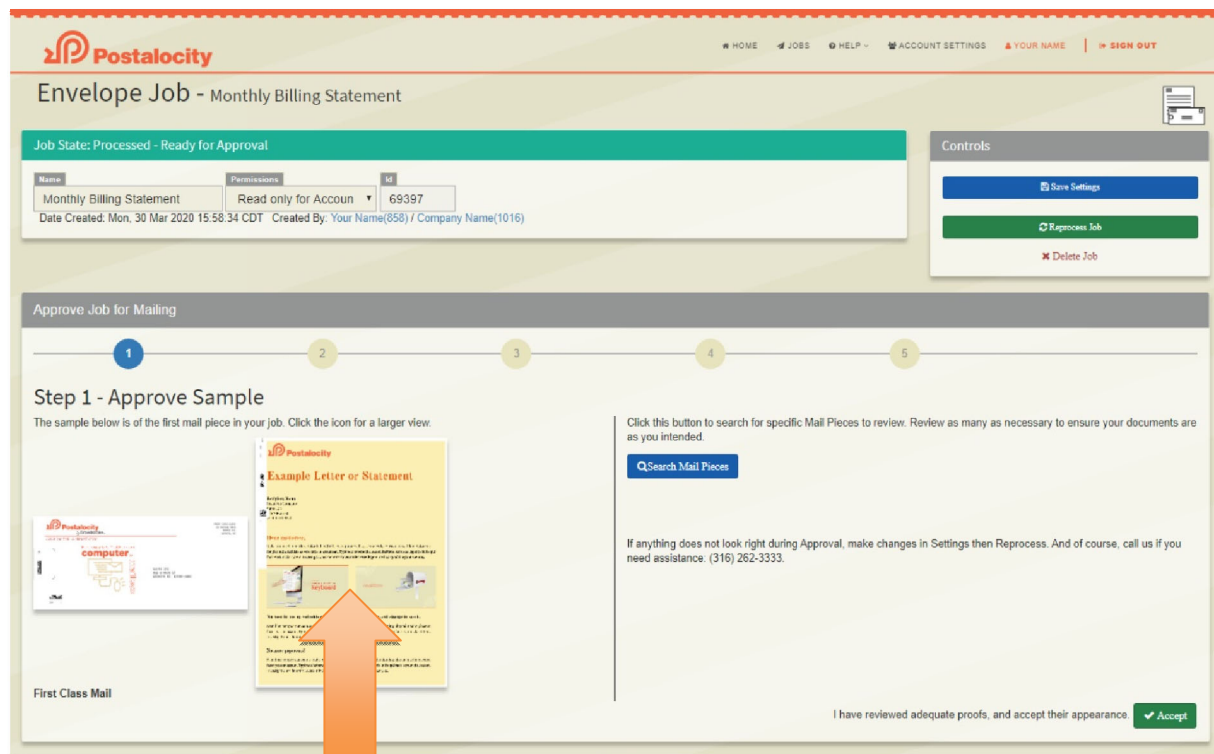 Postalocity
HOME JOBS HELP ACCOUNT SETTINGS YOUR NAME SIGN OUT
Envelope Job - Monthly Billing Statement
Job State: Processed - Ready for Approval
Name Permissions Id
Monthly Billing Statement Read only for Accoun 69397
Date Created: Mon, 30 Mar 2020 15:58:34 CDT Created By: Your Name(858) / Company Name(1016)
Controls
Save Settings
Reprocess Job
Delete Job
Approve Job for Mailing
1 2 3 4 5
Step 1 - Approve Sample
The sample below is of the first mail piece in your job. Click the icon for a larger view.
Postalocity
Example Letter or Statement
Postalocity
computer
First Class Mail
Click this button to search for specific Mail Pieces to review. Review as many as necessary to ensure your documents are
as you intended.
Search Mail Pieces
If anything does not look right during Approval, make changes in Settings then Reprocess. And of course, call us if you
need assistance: (316) 262-3333.
I have reviewed adequate proofs, and accept their appearance. Accept